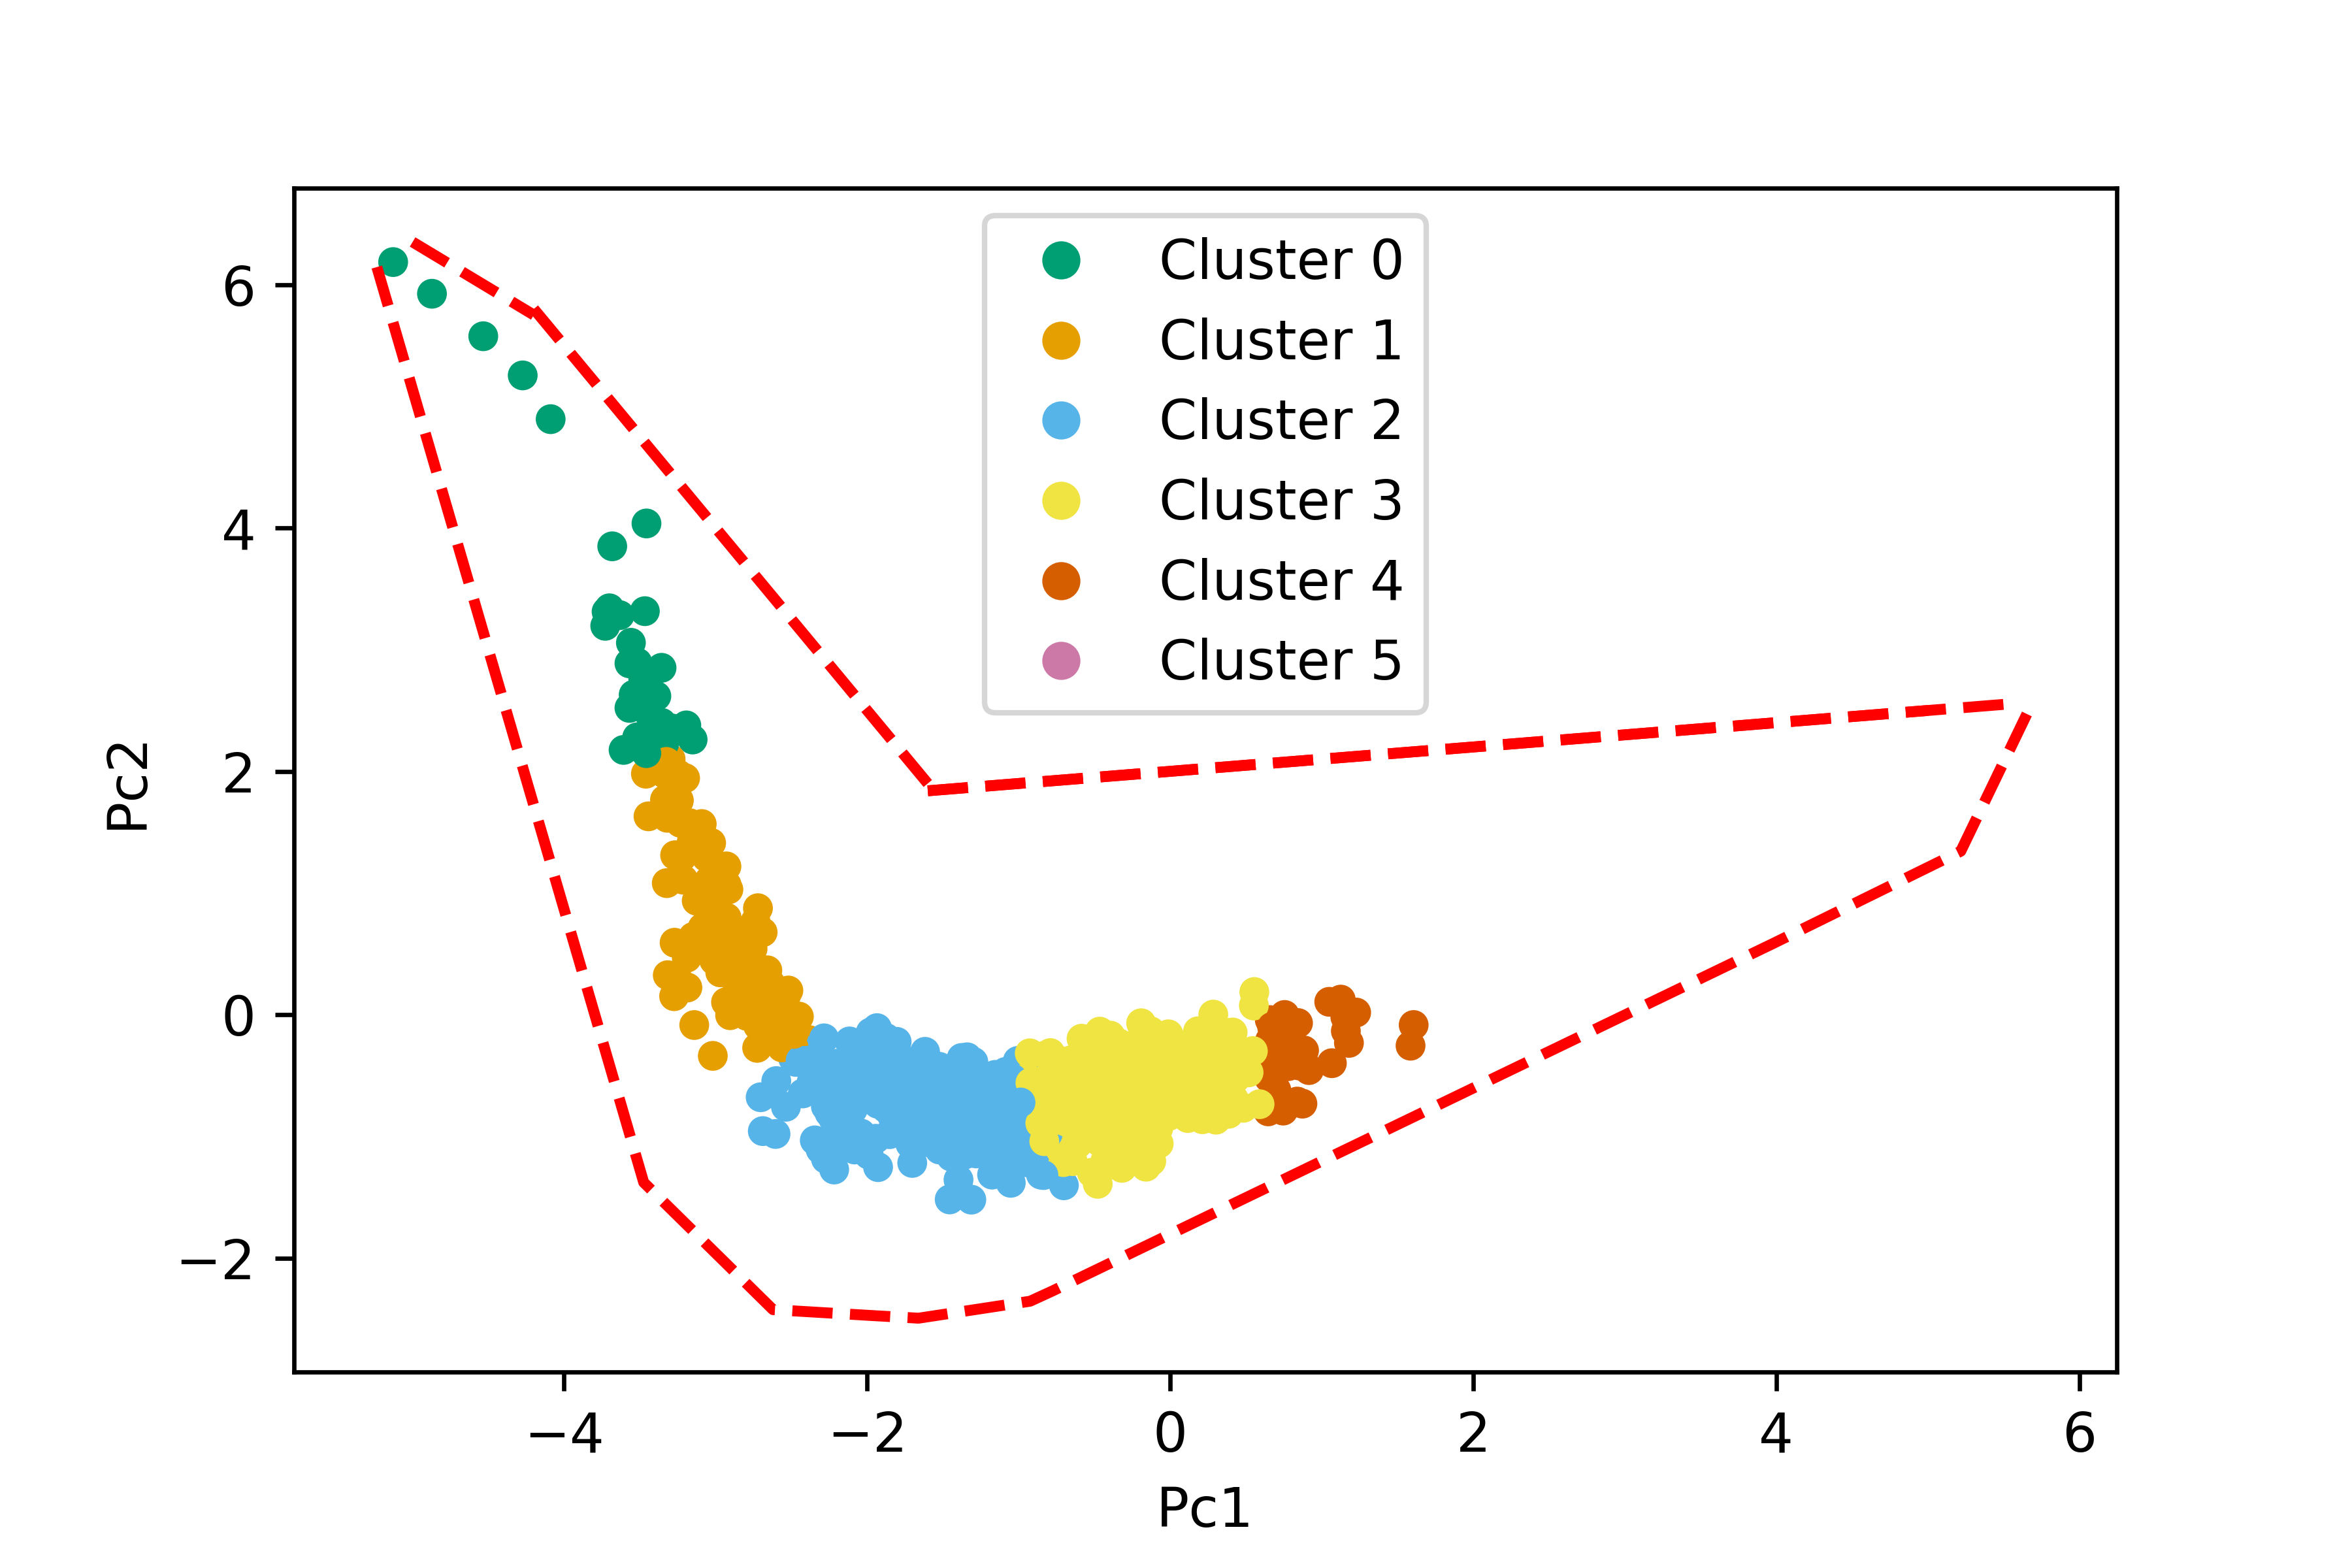 Cluster 0
Cluster 1
Cluster 2
Cluster 3
Cluster 4
Cluster 5
6
4
2
0
−2
Pc2
−4 −2 0 2 4 6
Pc1